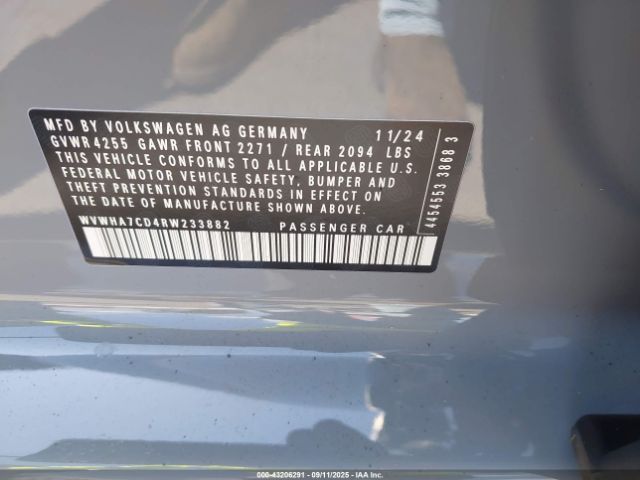 MFD BY VOLKSWAGEN AG GERMANY 11/24
GVWR 4255 GAWR FRONT 2271 / REAR 2094 LBS
THIS VEHICLE CONFORMS TO ALL APPLICABLE U.S.
FEDERAL MOTOR VEHICLE SAFETY, BUMPER AND
THEFT PREVENTION STANDARDS IN EFFECT ON
THE DATE OF MANUFACTURE SHOWN ABOVE.
WVWHA7CD4RW233882 PASSENGER CAR
4454553 3868 3
000-43206291 - 09/11/2025 - IAA Inc.